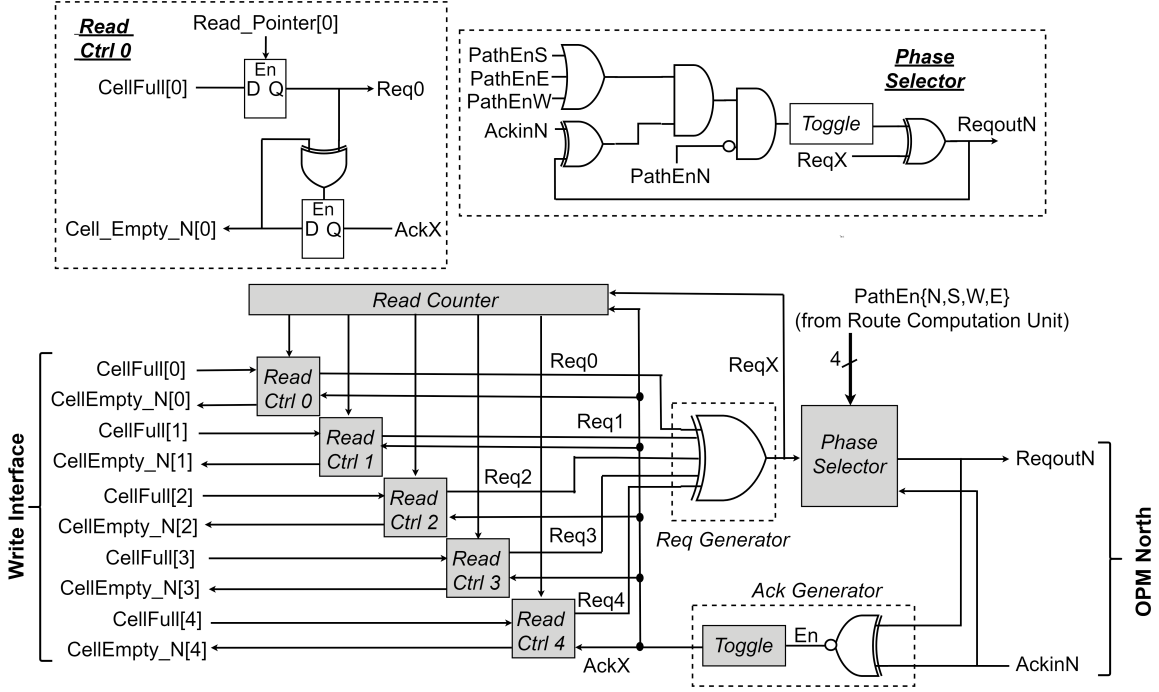 Read
Ctrl 0
Read_Pointer[0]
CellFull[0]
En
D Q
Req0
En
D Q
Cell_Empty_N[0]
AckX
Phase
Selector
PathEnS
PathEnE
PathEnW
AckinN
PathEnN
Toggle
ReqX
ReqoutN
Read Counter
PathEn{N,S,W,E}
(from Route Computation Unit)
4
ReqX
Write Interface
CellFull[0]
CellEmpty_N[0]
CellFull[1]
CellEmpty_N[1]
CellFull[2]
CellEmpty_N[2]
CellFull[3]
CellEmpty_N[3]
CellFull[4]
CellEmpty_N[4]
Read
Ctrl 0
Read
Ctrl 1
Read
Ctrl 2
Read
Ctrl 3
Read
Ctrl 4
Req0
Req1
Req2
Req3
Req4
Req Generator
Phase
Selector
ReqoutN
OPM North
Ack Generator
Toggle
En
AckX
AckinN